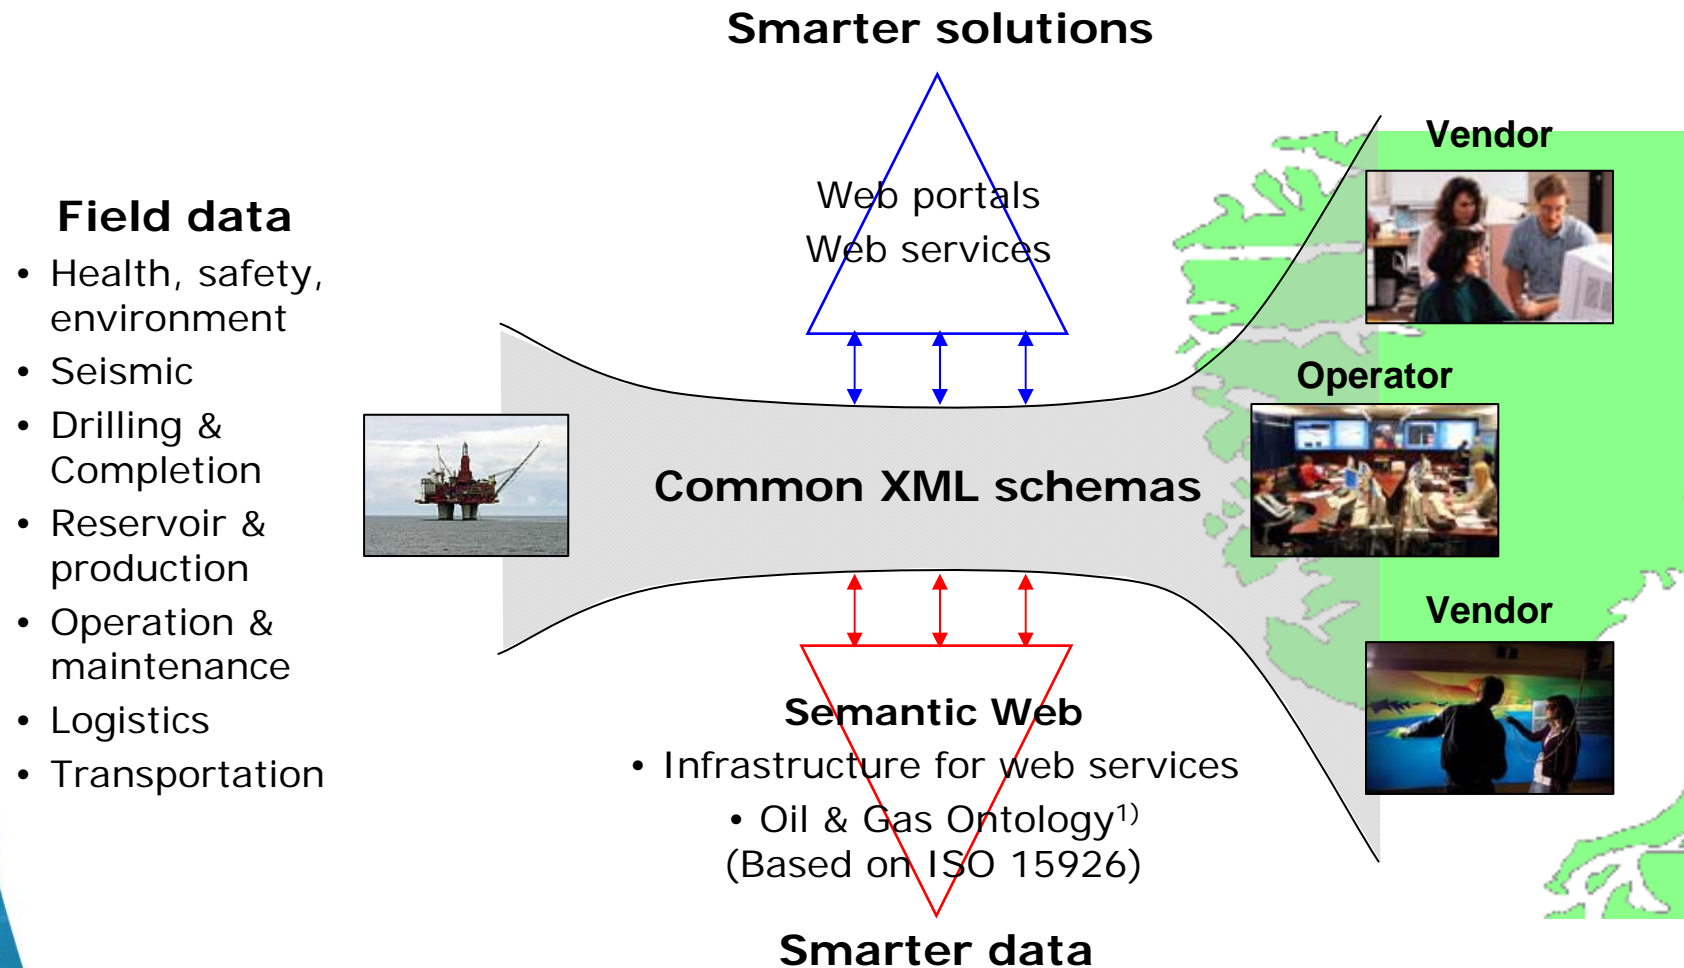 Smarter solutions
Web portals
Web services
Field data
• Health, safety,
environment
• Seismic
• Drilling &
Completion
• Reservoir &
production
• Operation &
maintenance
• Logistics
• Transportation
Common XML schemas
Vendor
Operator
Vendor
Semantic Web
• Infrastructure for web services
• Oil & Gas Ontology¹⁾
(Based on ISO 15926)
Smarter data